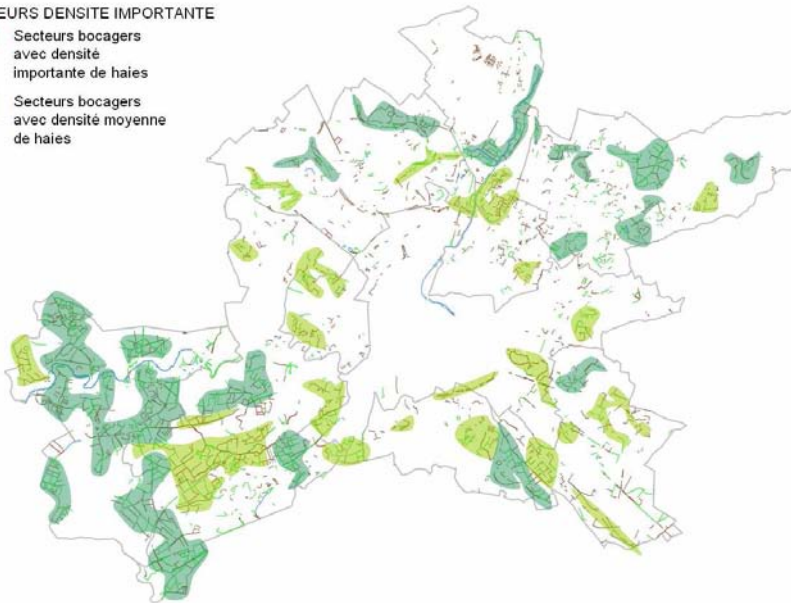 EURS DENSITE IMPORTANTE
Secteurs bocagers
avec densité
importante de haies
Secteurs bocagers
avec densité moyenne
de haies